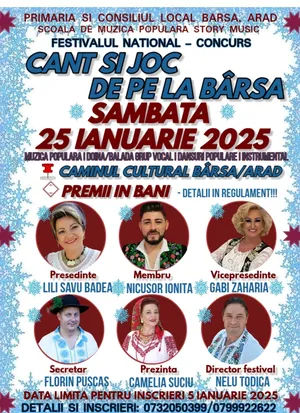 PRIMARIA SI CONSILIUL LOCAL BARSA, ARAD
SCOALA DE MUZICA POPULARA STORY MUSIC
FESTIVALUL NATIONAL - CONCURS
CANT SI JOC
DE PE LA BÂRSA
SAMBATA
25 IANUARIE 2025
MUZICA POPULARA I DOINA/BALADA GRUP VOCAL I DANSURI POPULARE I INSTRUMENTAL
CAMINUL CULTURAL BÂRSA/ARAD
PREMII IN BANI - DETALII IN REGULAMENT!!!
Presedinte Membru Vicepresedinte
LILI SAVU BADEA NICUSOR IONITA GABI ZAHARIA
Secretar Prezinta Director festival
FLORIN PUSCAS CAMELIA SUCIU NELU TODICA
DATA LIMITA PENTRU INSCRIERI 5 IANUARIE 2025
DETALII SI INSCRIERI: 0732050399/0799922622